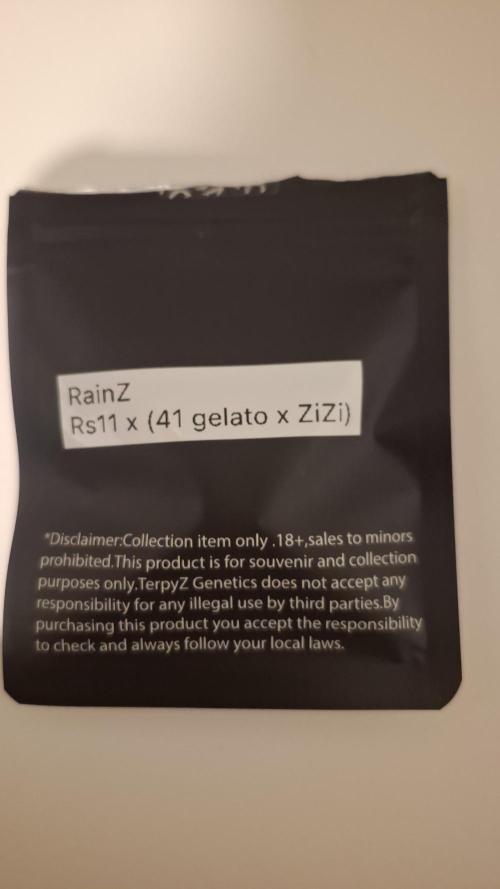 RainZ
Rs11 x (41 gelato x ZiZi)
*Disclaimer:Collection item only .18+,sales to minors
prohibited.This product is for souvenir and collection
purposes only.TerpyZ Genetics does not accept any
responsibility for any illegal use by third parties.By
purchasing this product you accept the responsibility
to check and always follow your local laws.